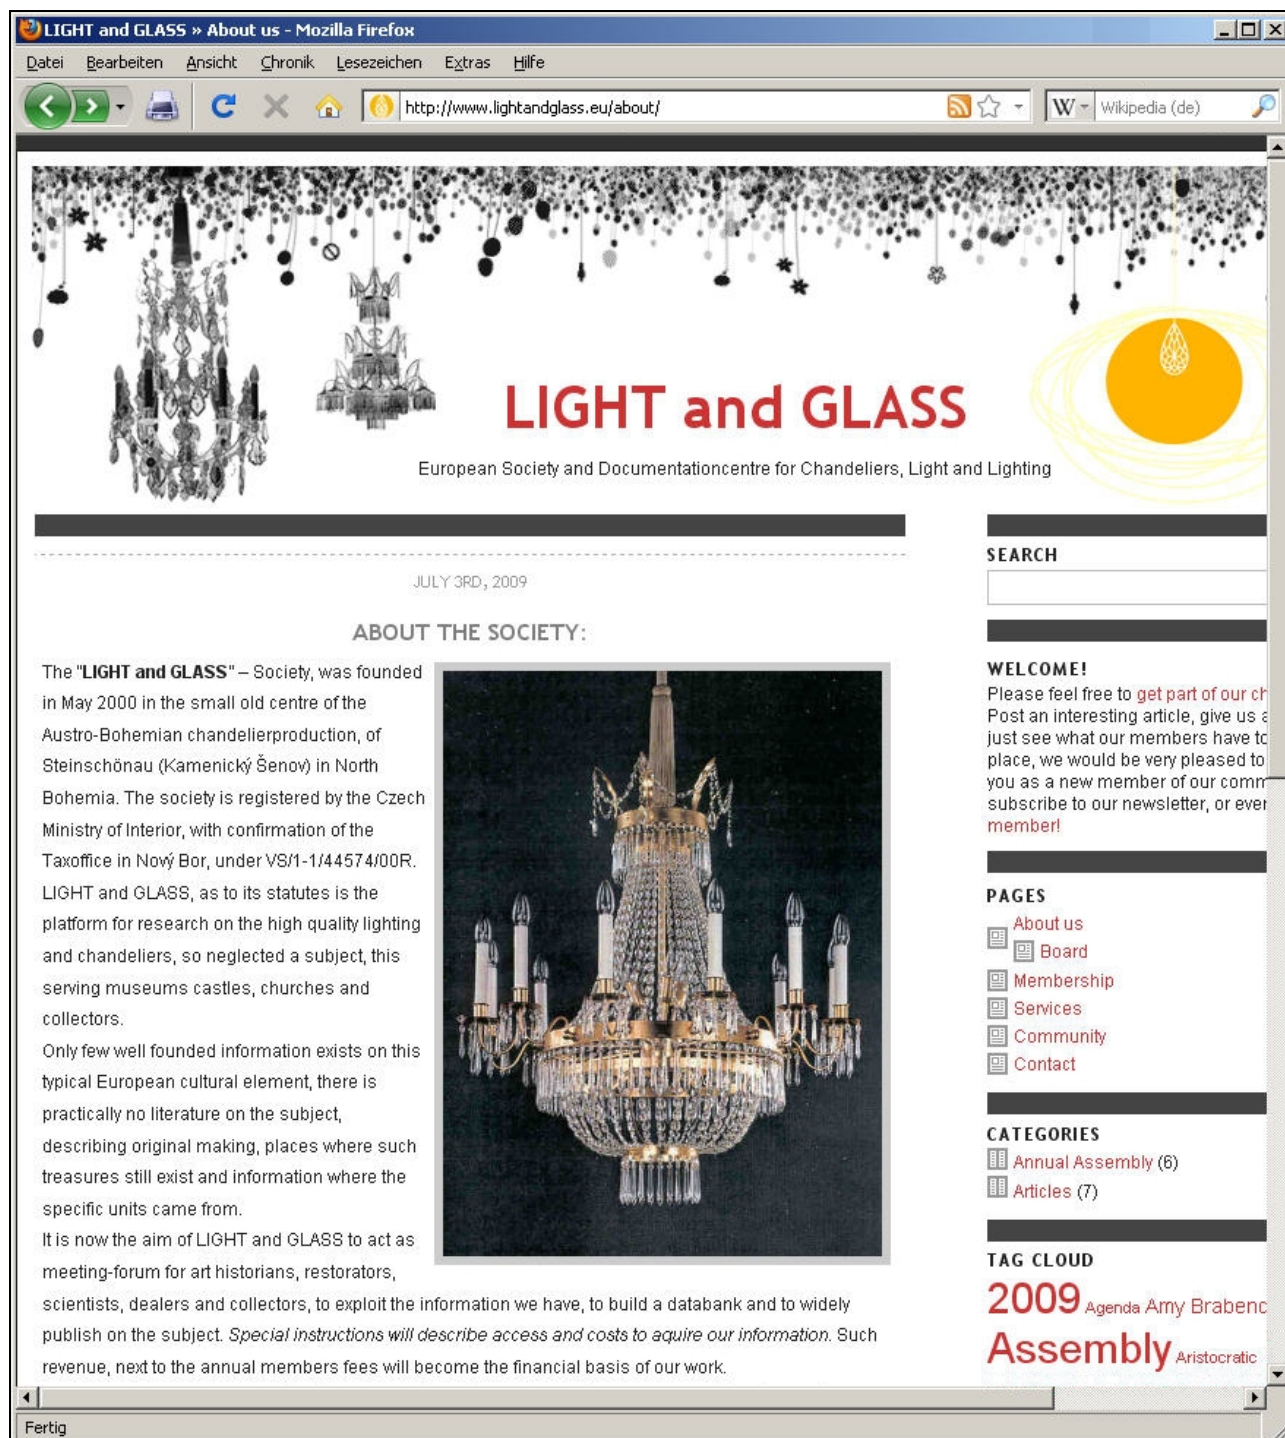 LIGHT and GLASS » About us - Mozilla Firefox
Datei Bearbeiten Ansicht Chronik Lesezeichen Extras Hilfe
http://www.lightandglass.eu/about/
W Wikipedia (de)
LIGHT and GLASS
European Society and Documentationcentre for Chandeliers, Light and Lighting
JULY 3RD, 2009
ABOUT THE SOCIETY:
The "LIGHT and GLASS" – Society, was founded
in May 2000 in the small old centre of the
Austro-Bohemian chandelierproduction, of
Steinschönau (Kamenický Šenov) in North
Bohemia. The society is registered by the Czech
Ministry of Interior, with confirmation of the
Taxoffice in Nový Bor, under VS/1-1/44574/00R.
LIGHT and GLASS, as to its statutes is the
platform for research on the high quality lighting
and chandeliers, so neglected a subject, this
serving museums castles, churches and
collectors.
Only few well founded information exists on this
typical European cultural element, there is
practically no literature on the subject,
describing original making, places where such
treasures still exist and information where the
specific units came from.
It is now the aim of LIGHT and GLASS to act as
meeting-forum for art historians, restorators,
scientists, dealers and collectors, to exploit the information we have, to build a databank and to widely
publish on the subject. Special instructions will describe access and costs to aquire our information. Such
revenue, next to the annual members fees will become the financial basis of our work.
SEARCH
WELCOME!
Please feel free to get part of our ch
Post an interesting article, give us a
just see what our members have to
place, we would be very pleased to
you as a new member of our comm
subscribe to our newsletter, or ever
member!
PAGES
About us
Board
Membership
Services
Community
Contact
CATEGORIES
Annual Assembly (6)
Articles (7)
TAG CLOUD
2009 Agenda Amy Brabenc
Assembly Aristocratic
Fertig